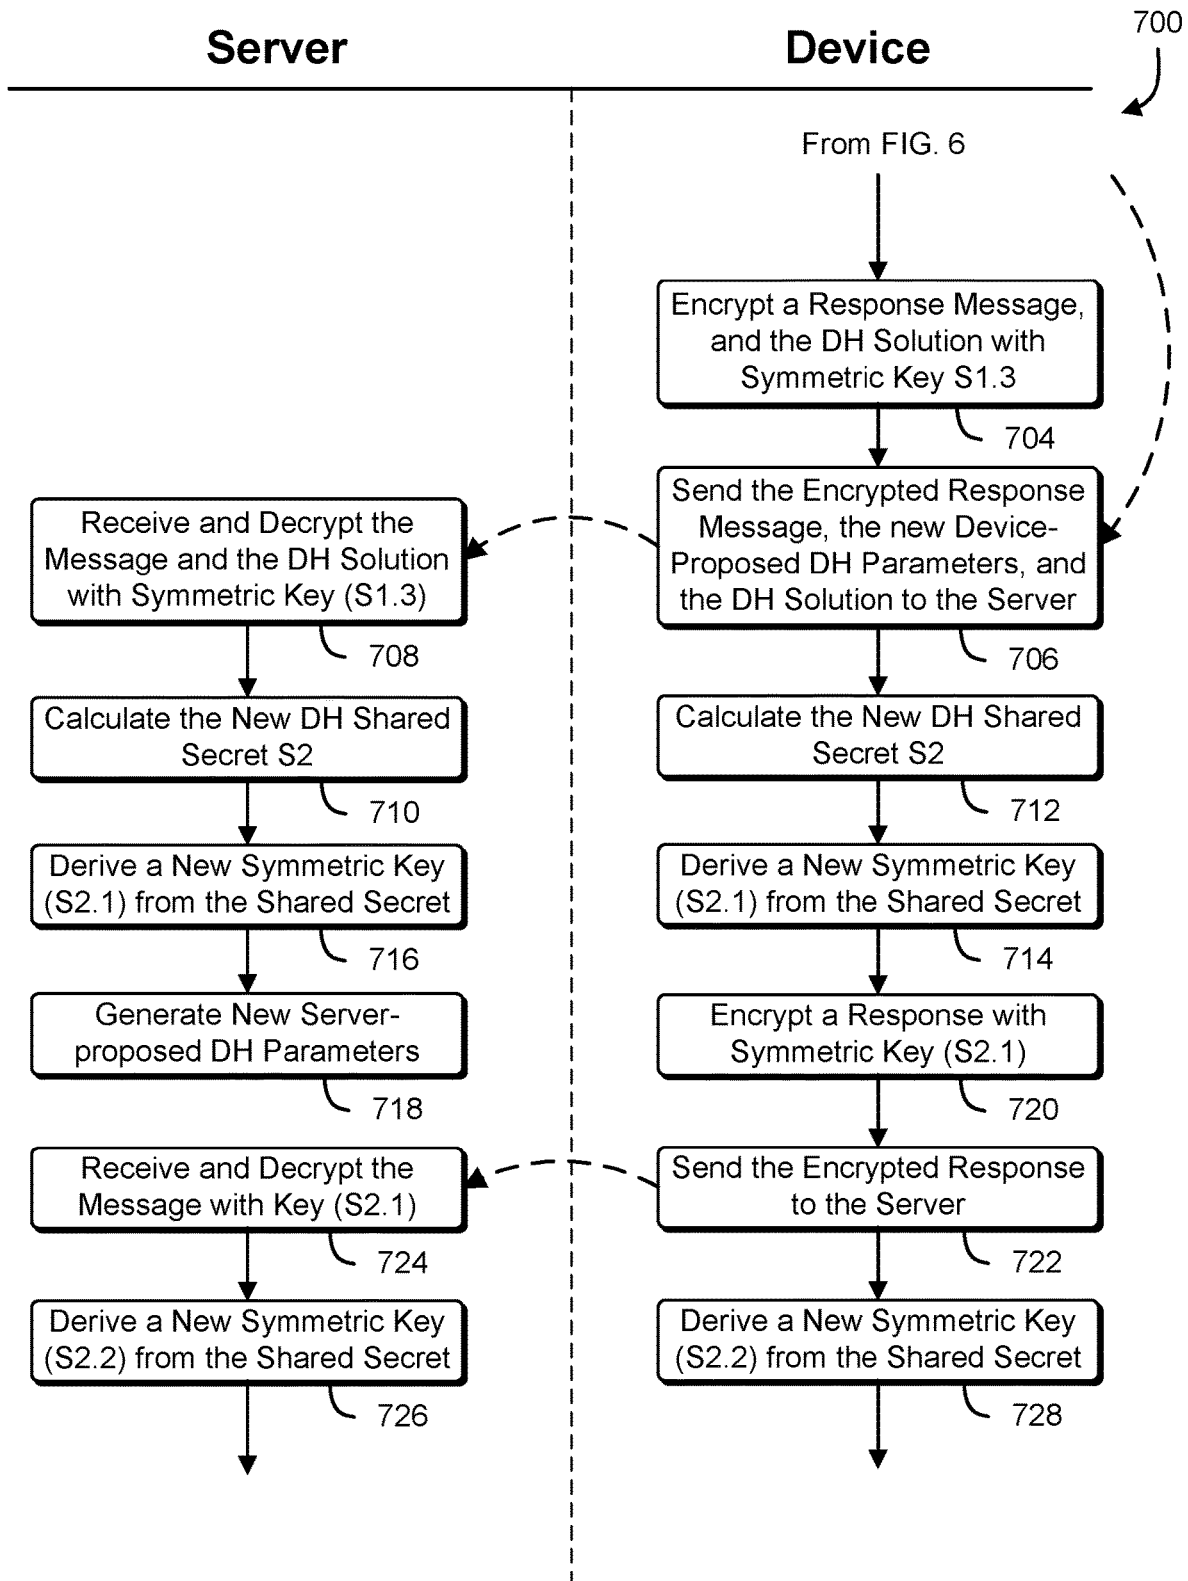 700
Server
Device
From FIG. 6
Encrypt a Response Message,
and the DH Solution with
Symmetric Key S1.3
704
Send the Encrypted Response
Message, the new Device-
Proposed DH Parameters, and
the DH Solution to the Server
706
Receive and Decrypt the
Message and the DH Solution
with Symmetric Key (S1.3)
708
Calculate the New DH Shared
Secret S2
710
Calculate the New DH Shared
Secret S2
712
Derive a New Symmetric Key
(S2.1) from the Shared Secret
716
Derive a New Symmetric Key
(S2.1) from the Shared Secret
714
Generate New Server-
proposed DH Parameters
718
Encrypt a Response with
Symmetric Key (S2.1)
720
Receive and Decrypt the
Message with Key (S2.1)
724
Send the Encrypted Response
to the Server
722
Derive a New Symmetric Key
(S2.2) from the Shared Secret
726
Derive a New Symmetric Key
(S2.2) from the Shared Secret
728